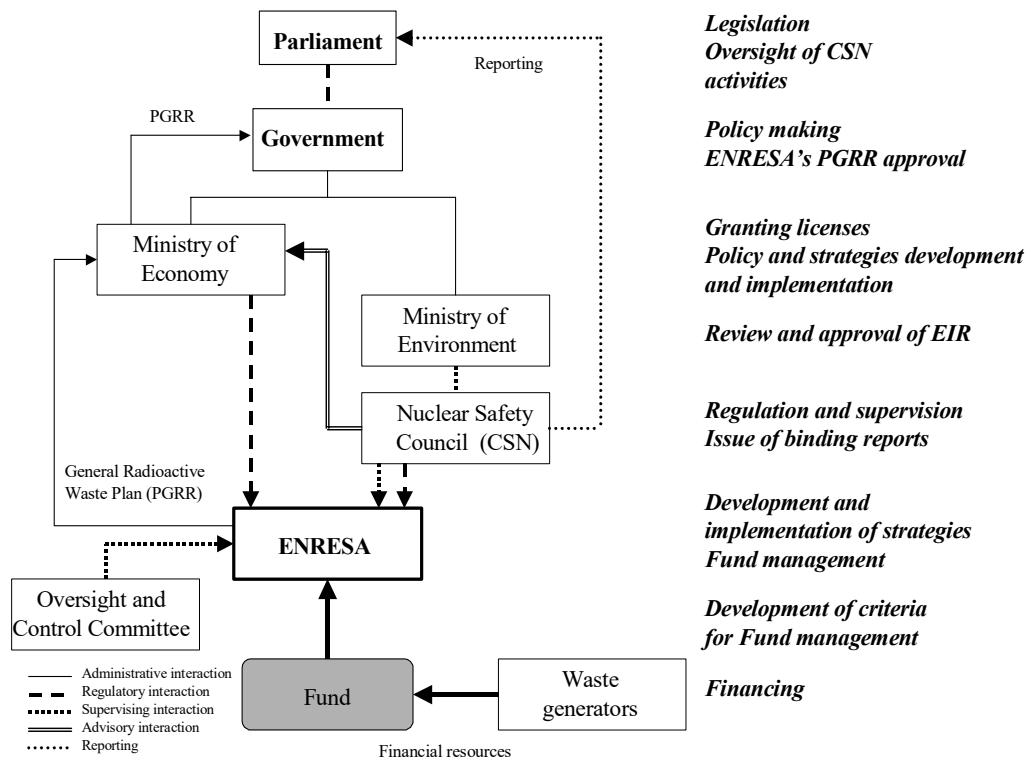 Parliament
Reporting
Legislation
Oversight of CSN
activities
PGRR
Government
Policy making
ENRESA’s PGRR approval
Ministry of
Economy
Granting licenses
Policy and strategies development
and implementation
Ministry of
Environment
Review and approval of EIR
Nuclear Safety
Council (CSN)
Regulation and supervision
Issue of binding reports
General Radioactive
Waste Plan (PGRR)
ENRESA
Development and
implementation of strategies
Fund management
Oversight and
Control Committee
Development of criteria
for Fund management
Administrative interaction
Regulatory interaction
Supervising interaction
Advisory interaction
Reporting
Fund
Waste
generators
Financing
Financial resources